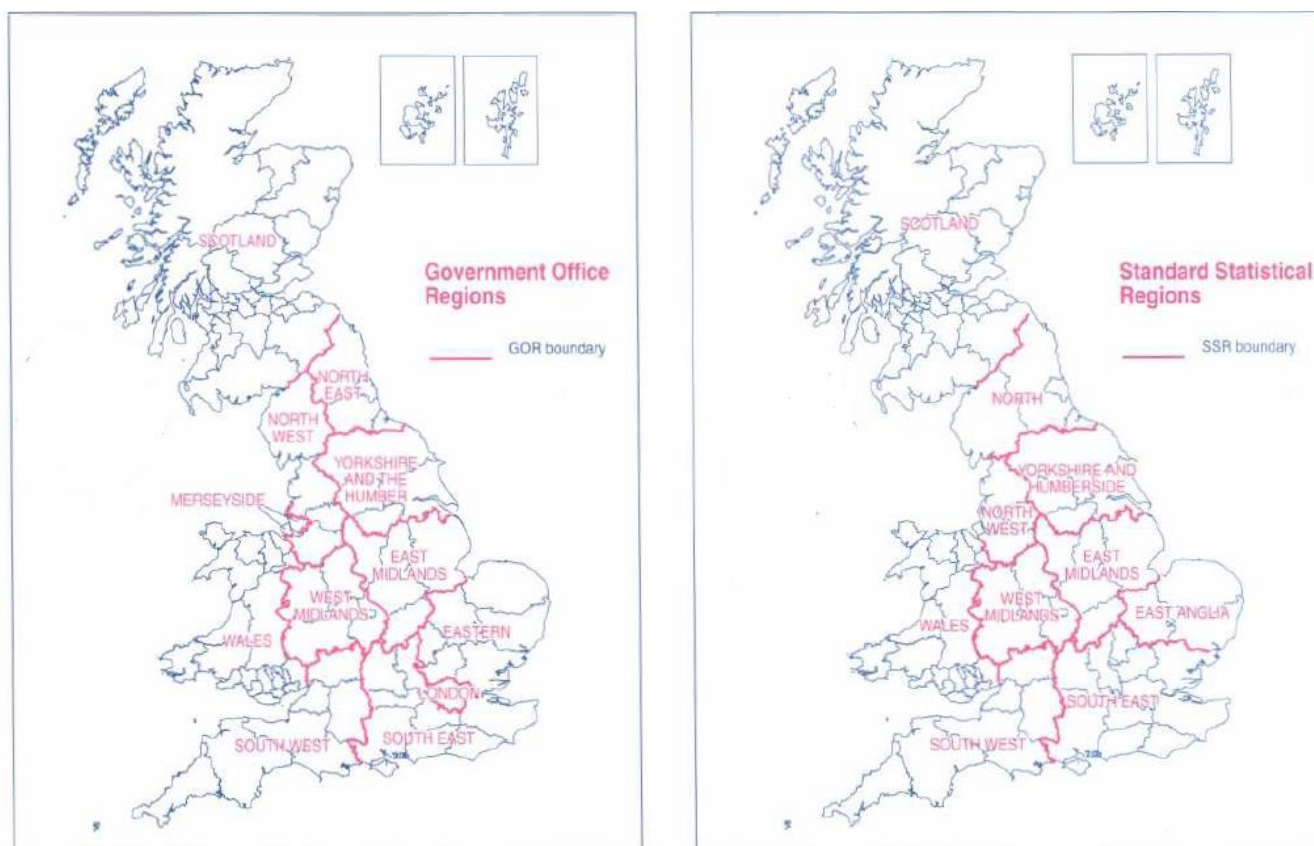 SCOTLAND
Government Office
Regions
GOR boundary
NORTH
EAST
NORTH
WEST
YORKSHIRE
AND THE
HUMBER
MERSEYSIDE
EAST
MIDLANDS
WEST
MIDLANDS
WALES
EASTERN
LONDON
SOUTH WEST
SOUTH EAST
SCOTLAND
Standard Statistical
Regions
SSR boundary
NORTH
YORKSHIRE AND
HUMBERSIDE
NORTH
WEST
EAST
MIDLANDS
WEST
MIDLANDS
WALES
EAST ANGLIA
SOUTH EAST
SOUTH WEST